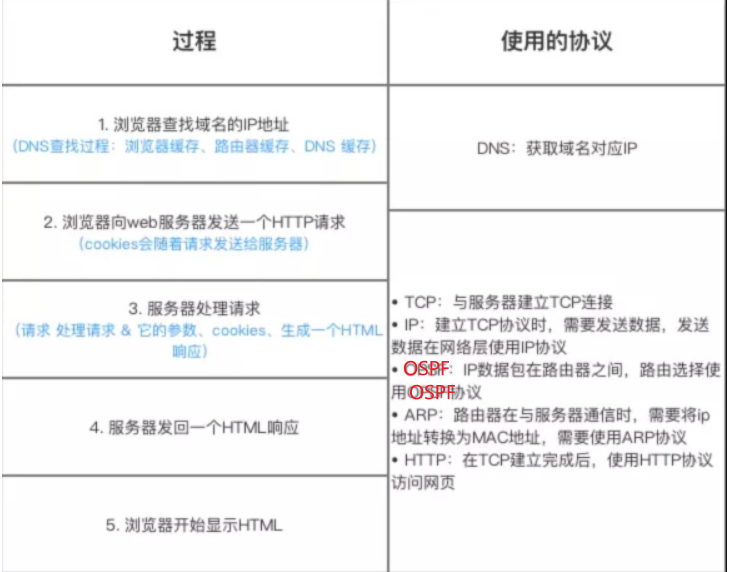 过程
使用的协议
1. 浏览器查找域名的IP地址
(DNS查找过程：浏览器缓存、路由器缓存、DNS 缓存)
DNS：获取域名对应IP
2. 浏览器向web服务器发送一个HTTP请求
(cookies会随着请求发送给服务器)
3. 服务器处理请求
(请求 处理请求 & 它的参数、cookies、生成一个HTML
响应)
4. 服务器发回一个HTML响应
5. 浏览器开始显示HTML
• TCP：与服务器建立TCP连接
• IP：建立TCP协议时，需要发送数据，发送
数据在网络层使用IP协议
• OSPF：IP数据包在路由器之间，路由选择使
用OSPF协议
• ARP：路由器在与服务器通信时，需要将ip
地址转换为MAC地址，需要使用ARP协议
• HTTP：在TCP建立完成后，使用HTTP协议
访问网页